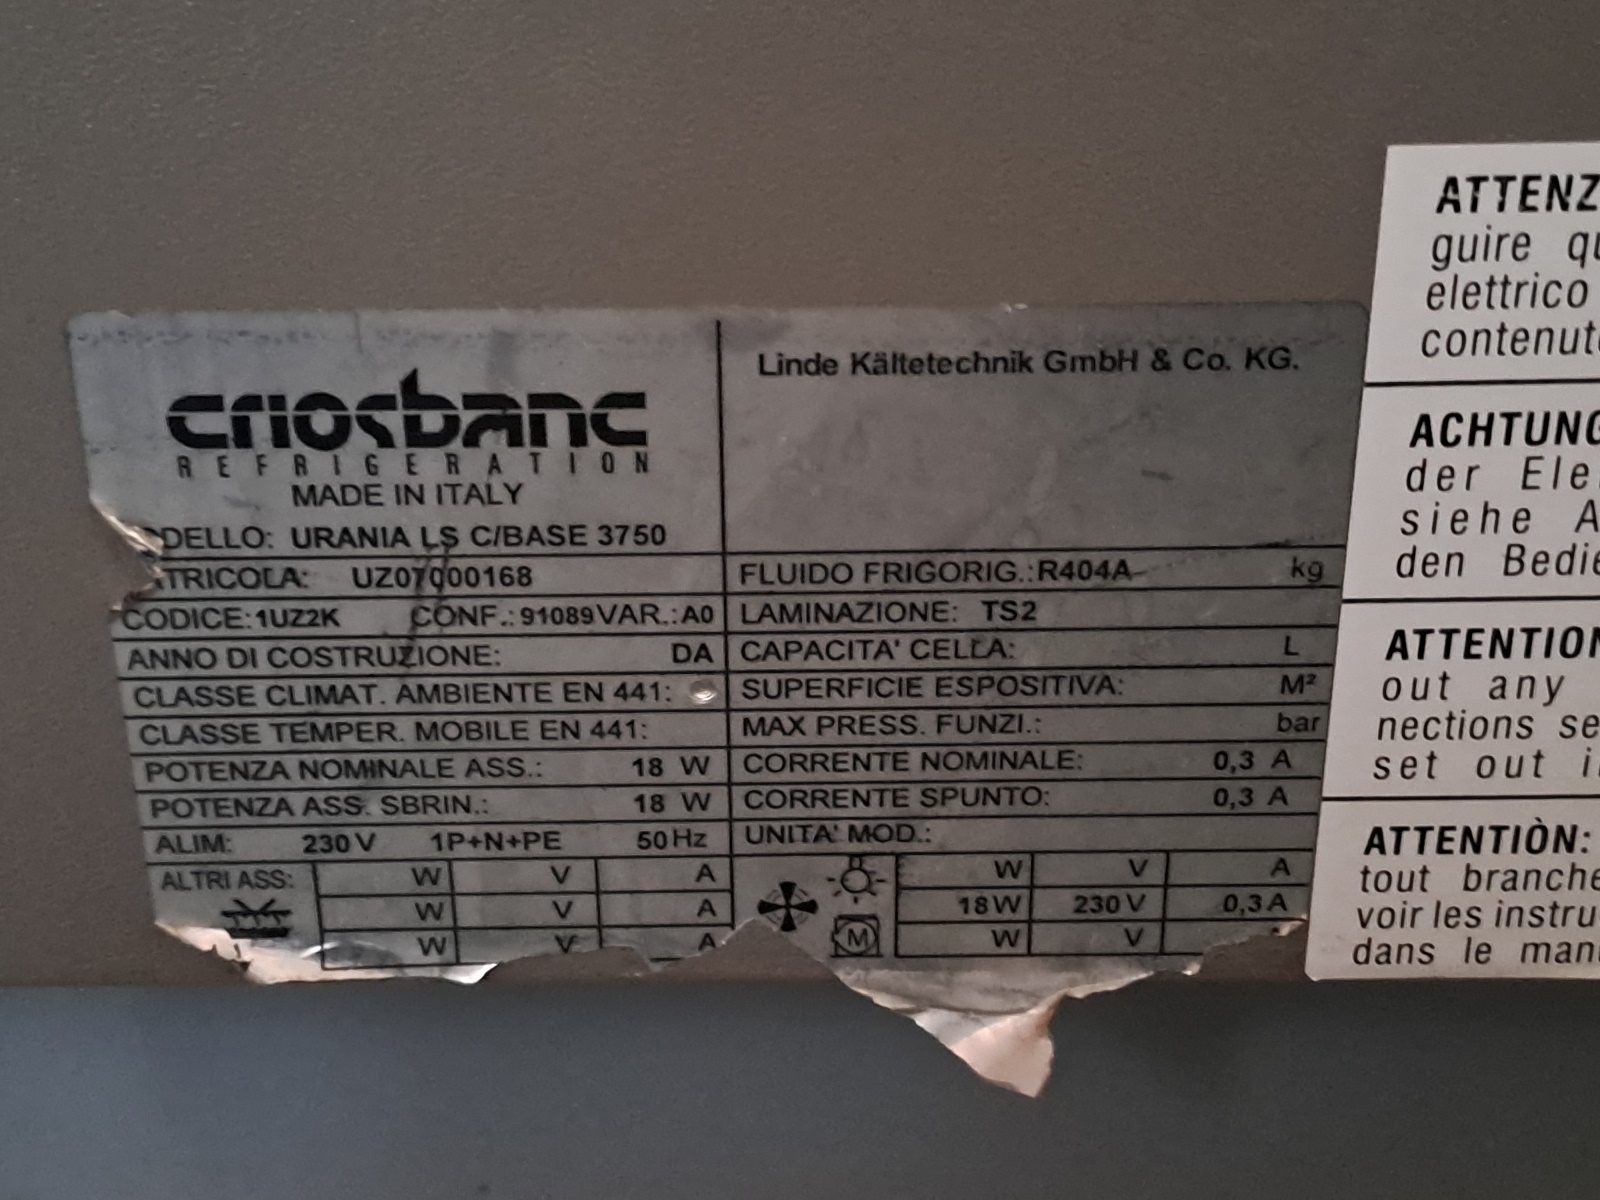 criosbanc
REFRIGERATION
MADE IN ITALY
DELLO: URANIA LS C/BASE 3750
TRICOLA: UZ07000168
CODICE:1UZ2K CONF.:91089 VAR.:A0
ANNO DI COSTRUZIONE: DA
CLASSE CLIMAT. AMBIENTE EN 441:
CLASSE TEMPER. MOBILE EN 441:
POTENZA NOMINALE ASS.: 18 W
POTENZA ASS. SBRIN.: 18 W
ALIM: 230 V 1P+N+PE 50 Hz
ALTRI ASS: W V A
W V A
W V A
Linde Kältetechnik GmbH & Co. KG.
FLUIDO FRIGORIG.:R404A kg
LAMINAZIONE: TS2
CAPACITA' CELLA: L
SUPERFICIE ESPOSITIVA: M²
MAX PRESS. FUNZI.: bar
CORRENTE NOMINALE: 0,3 A
CORRENTE SPUNTO: 0,3 A
UNITA' MOD.:
W V A
18W 230 V 0,3 A
M W V
ATTENZ
guire qu
elettrico
contenut
ACHTUNG
der Ele
siehe A
den Bedie
ATTENTION
out any
nections se
set out i
ATTENTIÒN:
tout branche
voir les instru
dans le man